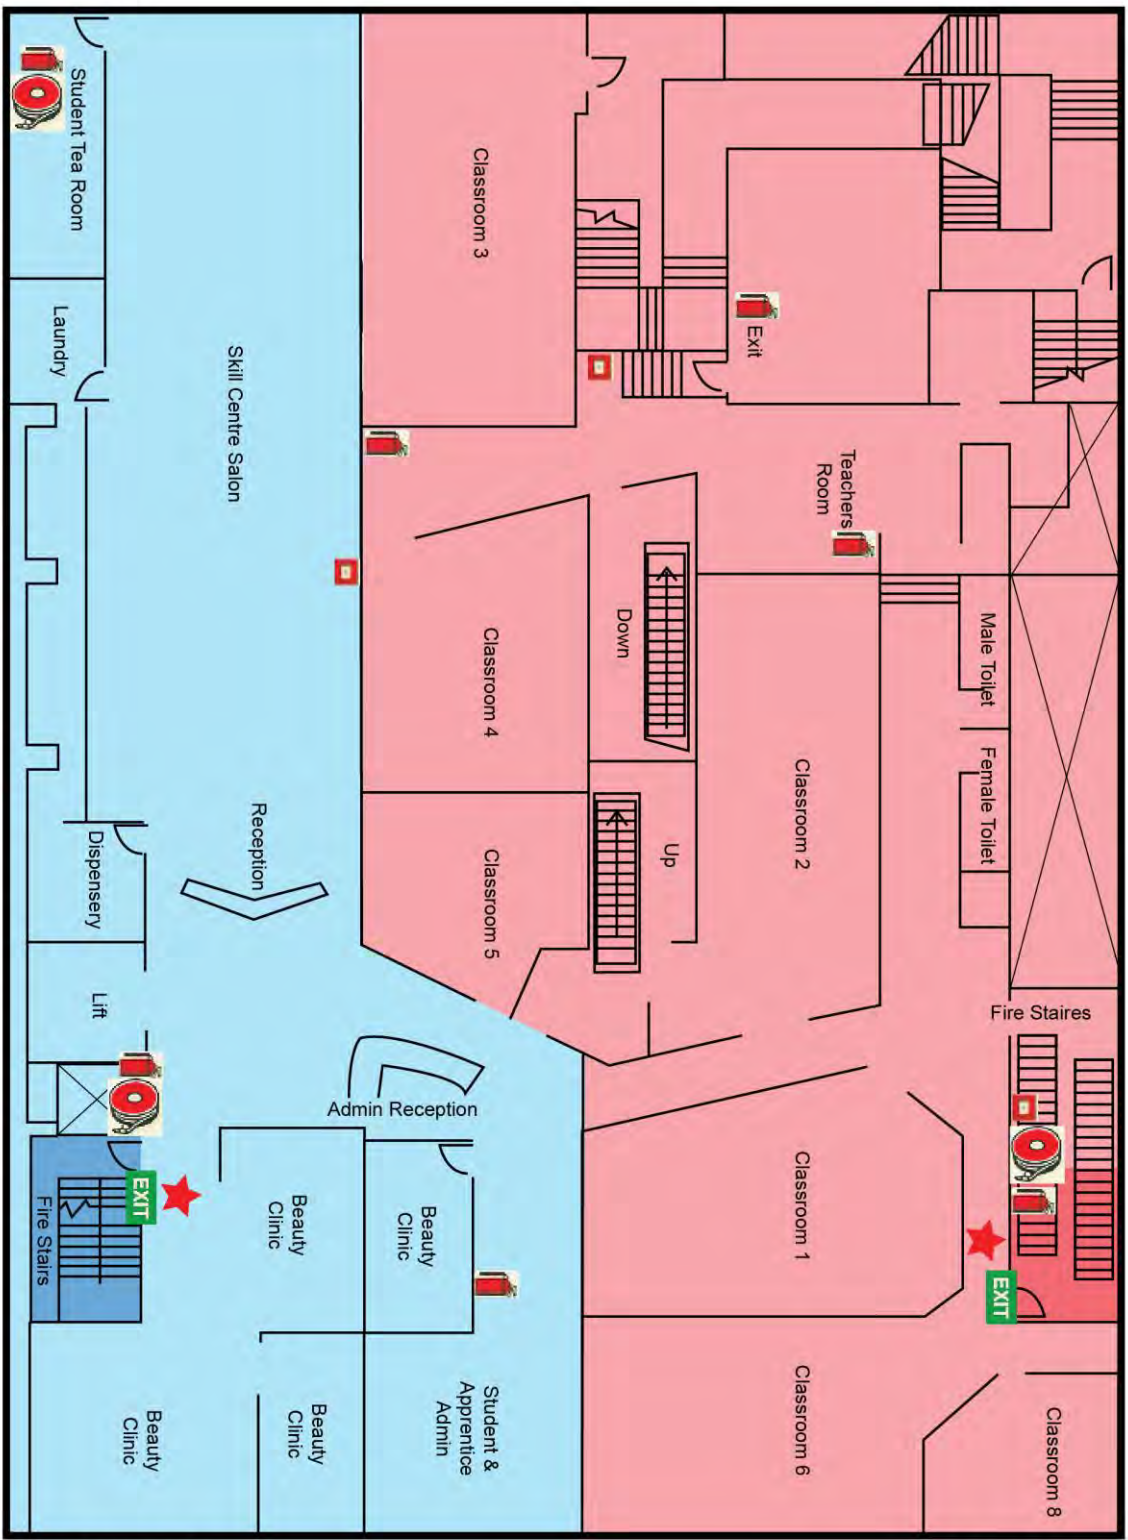 Student Tea Room
Laundry
Skill Centre Salon
Classroom 3
Exit
Teachers
Room
Down
Classroom 4
Male Toilet
Female Toilet
Classroom 2
Up
Classroom 5
Reception
Dispensery
Lift
Fire Staires
Admin Reception
Classroom 1
EXIT
EXIT
Fire Stairs
Beauty
Clinic
Beauty
Clinic
Student &
Apprentice
Admin
Beauty
Clinic
Beauty
Clinic
Classroom 6
Classroom 8